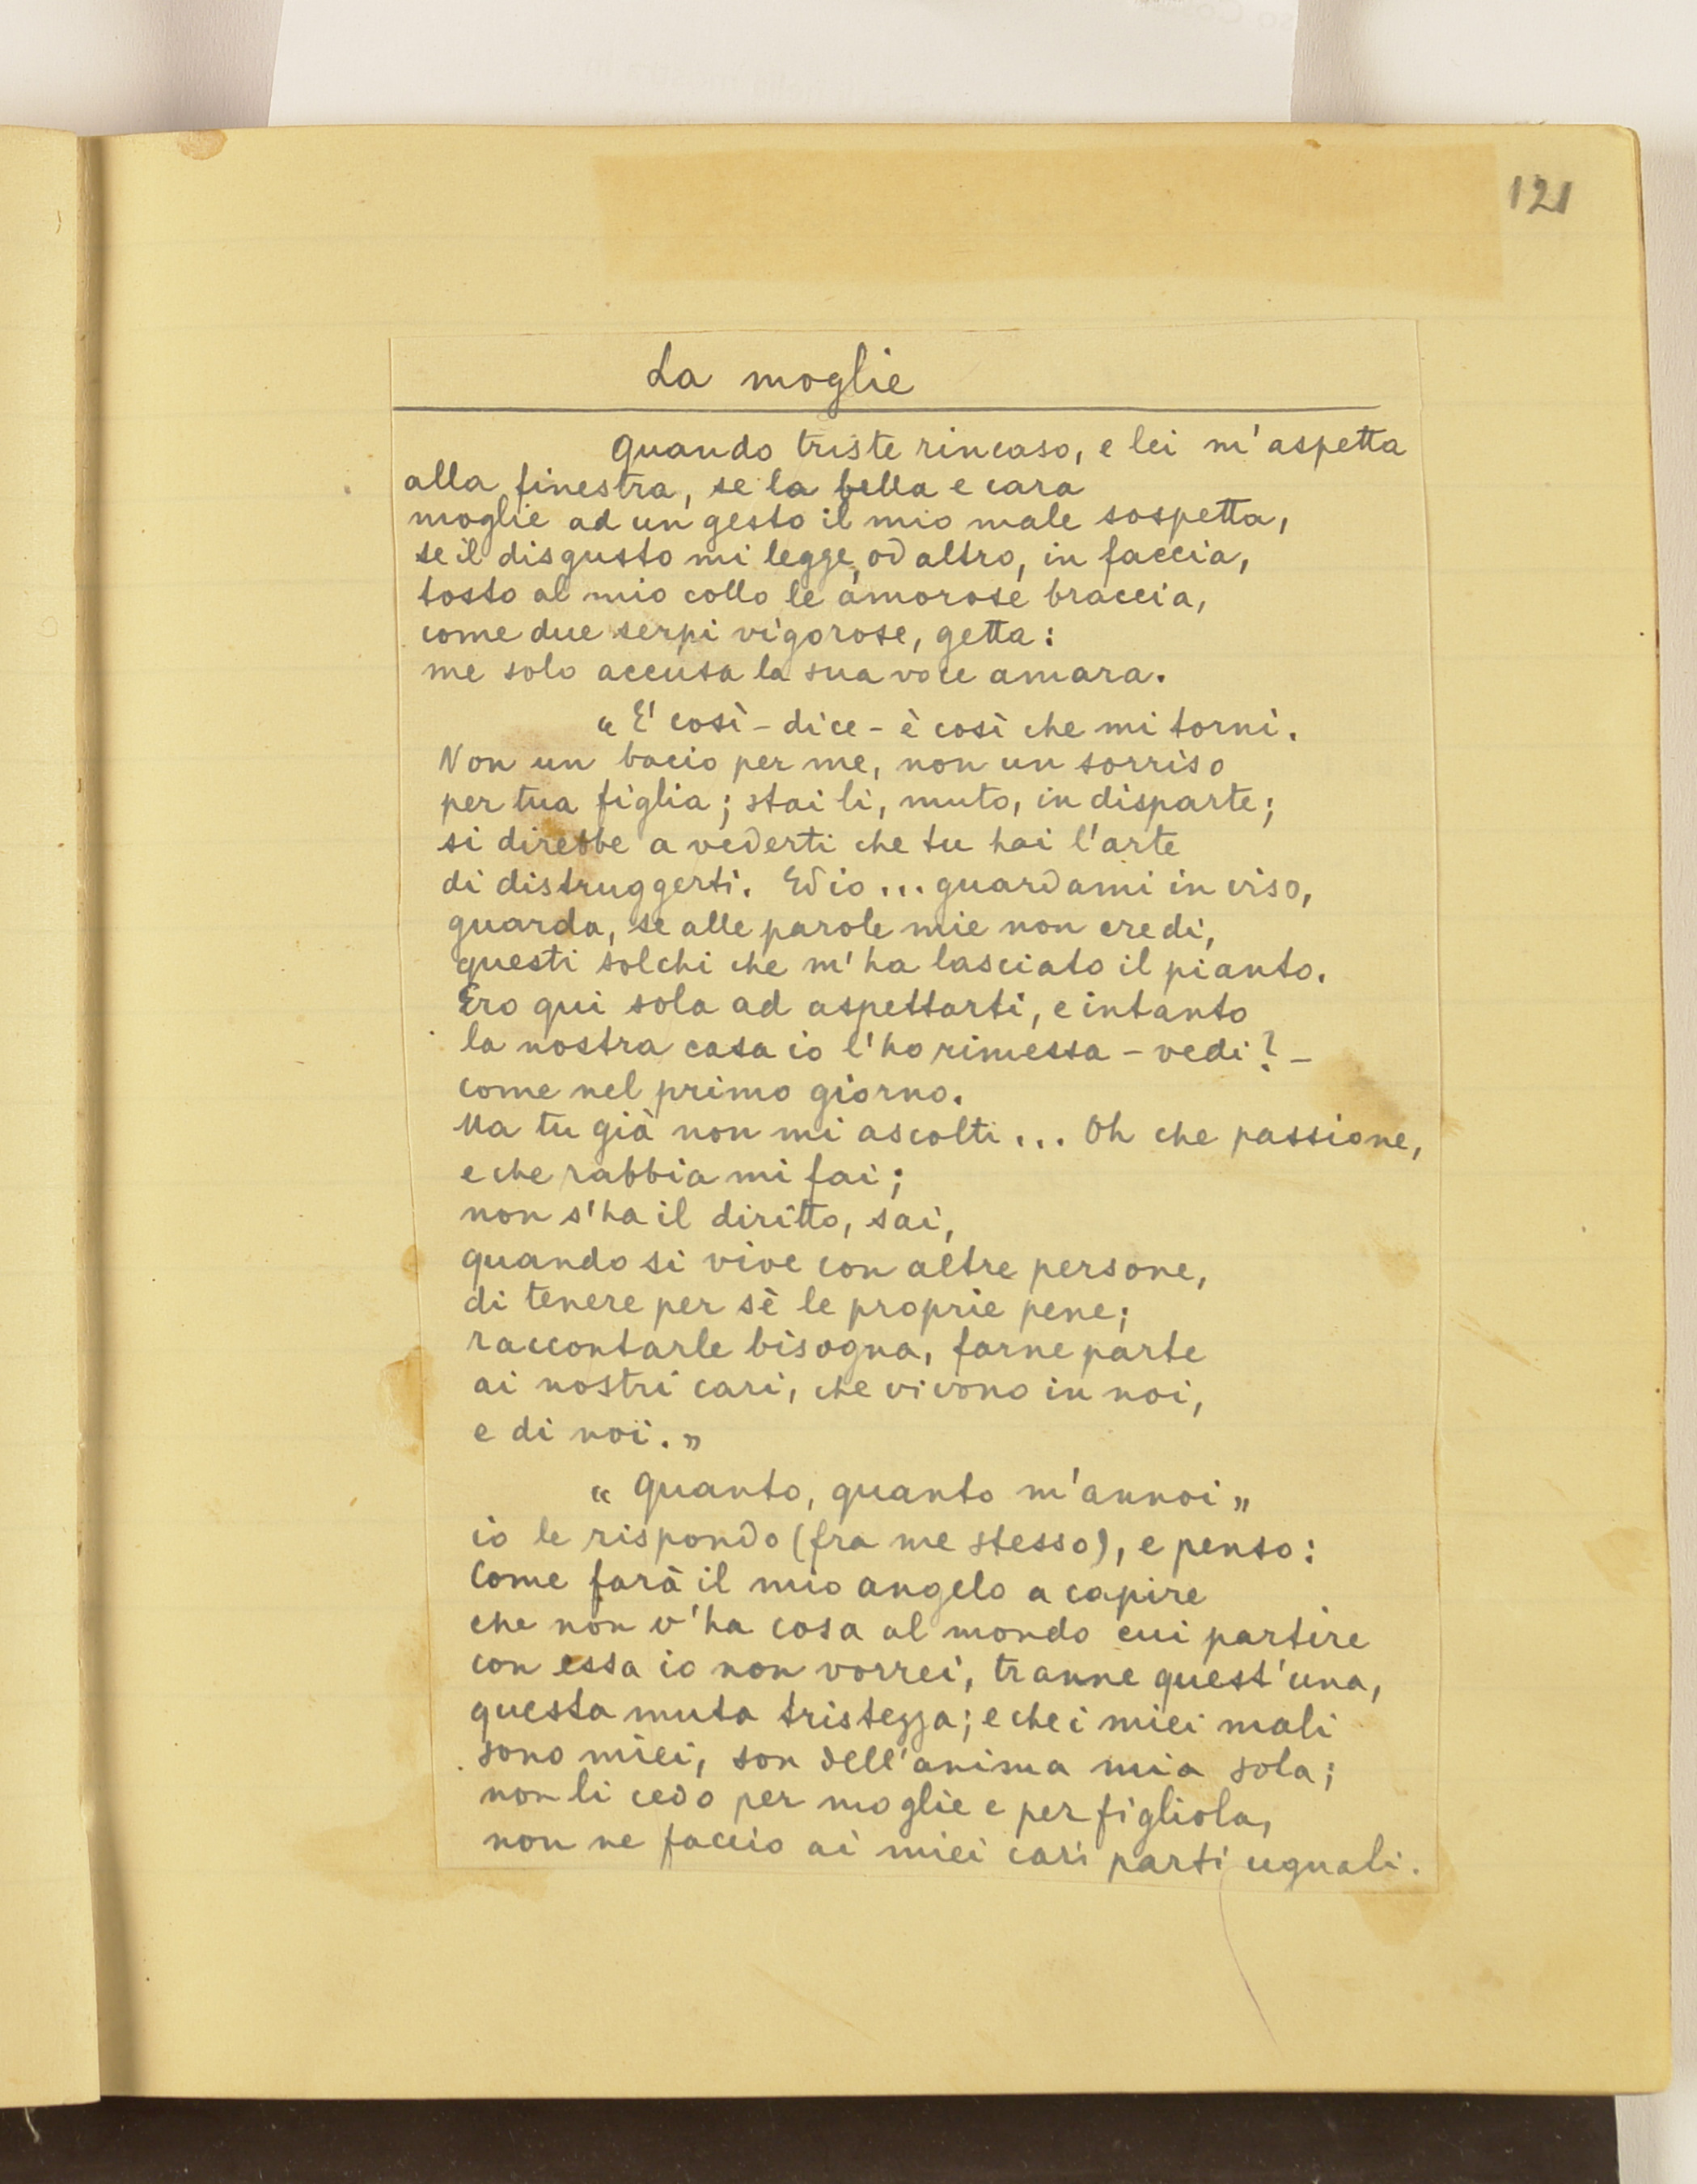 121
La moglie
Quando triste rincaso, e lei m'aspetta
alla finestra, se la bella e cara
moglie ad un gesto il mio male sospetta,
se il disgusto mi legge, od altro, in faccia,
tosto al mio collo le amorose braccia,
come due serpi vigorose, getta:
me solo accusa la sua voce amara.
« E' così - dice - è così che mi torni.
Non un bacio per me, non un sorriso
per tua figlia; stai li, muto, in disparte;
si direbbe a vederti che tu hai l'arte
di distruggerti. Ed io... guardami in viso,
guarda, se alle parole mie non credi,
questi solchi che m'ha lasciato il pianto.
Ero qui sola ad aspettarti, e intanto
la nostra casa io l'ho rimessa - vedi? -
come nel primo giorno.
Ma tu già non mi ascolti... Oh che passione,
e che rabbia mi fai;
non s'ha il diritto, sai,
quando si vive con altre persone,
di tenere per sè le proprie pene;
raccontarle bisogna, farne parte
ai nostri cari, che vivono in noi,
e di noi. »
« Quanto, quanto m'annoi »
io le rispondo (fra me stesso), e penso:
Come farà il mio angelo a capire
che non v'ha cosa al mondo cui partire
con essa io non vorrei, tranne quest'una,
questa muta tristezza; e che i miei mali
sono miei, son dell'anima mia sola;
non li cedo per moglie e per figliola,
non ne faccio ai miei cari parti uguali.